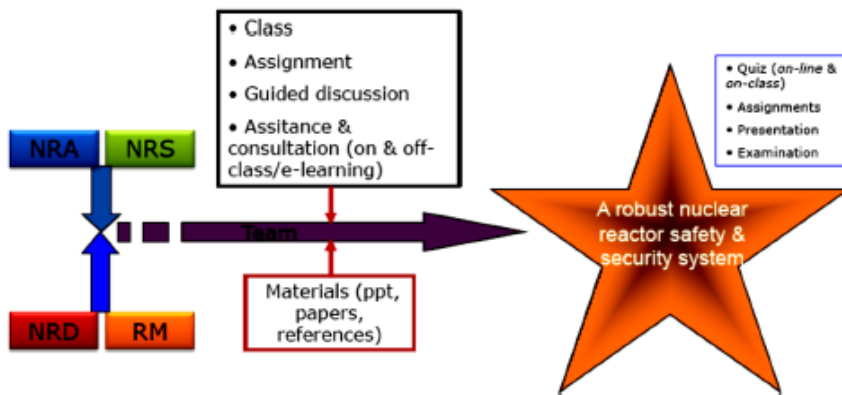 • Class
• Assignment
• Guided discussion
• Assitance &
consultation (on & off-
class/e-learning)
• Quiz (on-line &
on-class)
• Assignments
• Presentation
• Examination
NRA
NRS
Team
A robust nuclear
reactor safety &
security system
Materials (ppt,
papers,
references)
NRD
RM